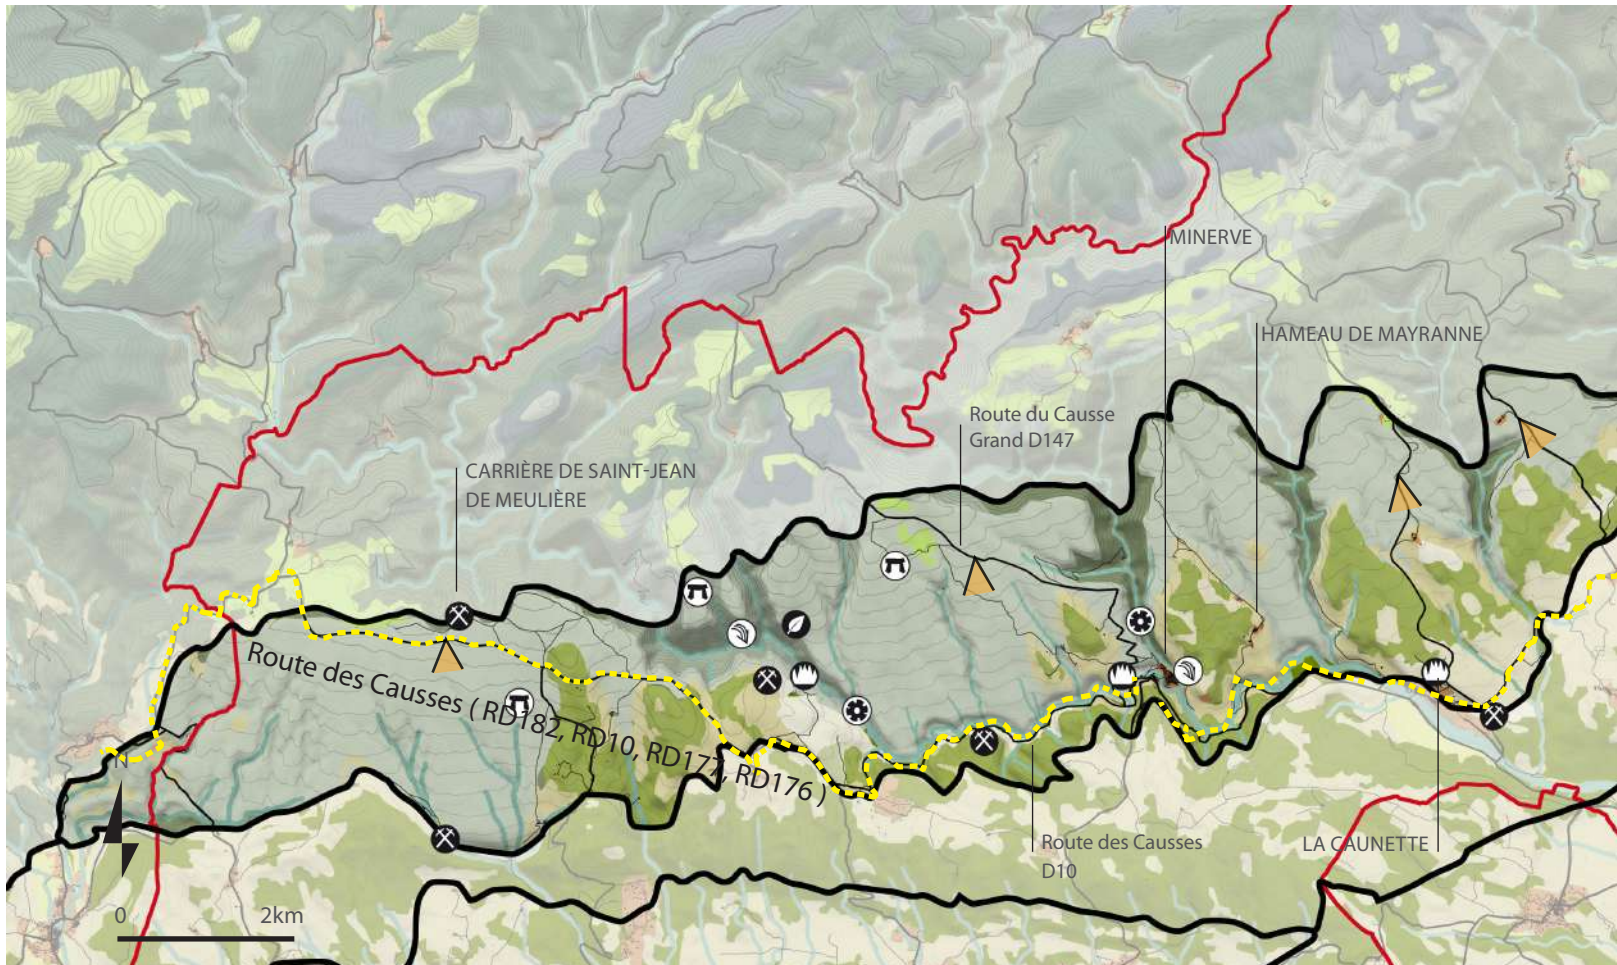 MINERVE
HAMEAU DE MAYRANNE
Route du Causse
Grand D147
CARRIÈRE DE SAINT-JEAN
DE MEULIÈRE
Route des Causses ( RD182, RD10, RD177, RD176 )
N
Route des Causses
D10
LA CAUNETTE
0 2km